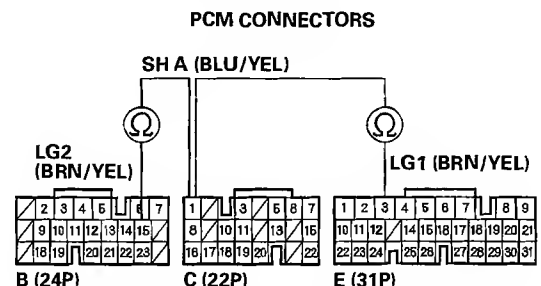 PCM CONNECTORS
SH A (BLU/YEL)
Ω Ω
LG2
(BRN/YEL)
LG1 (BRN/YEL)
2 3 4 5 6 7
9 10 11 12 13 14 15
18 19 20 21 22 23
B (24P)
1 3 5 6 7
8 10 11 13 15
16 17 18 19 20 22
C (22P)
1 2 3 4 5 6 7 8 9
10 11 12 14 15 16 17 18 19 20 21
22 23 24 25 26 27 28 29 30 31
E (31P)